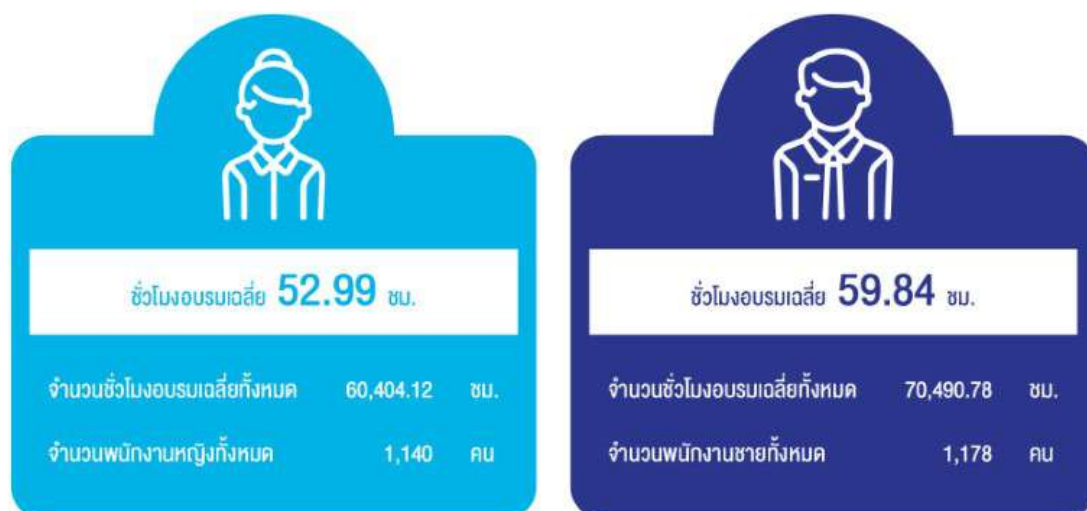 ชั่วโมงอบรมเฉลี่ย 52.99 ชม.
จำนวนชั่วโมงอบรมเฉลี่ยทั้งหมด 60,404.12 ชม.
จำนวนพนักงานหญิงทั้งหมด 1,140 คน
ชั่วโมงอบรมเฉลี่ย 59.84 ชม.
จำนวนชั่วโมงอบรมเฉลี่ยทั้งหมด 70,490.78 ชม.
จำนวนพนักงานชายทั้งหมด 1,178 คน